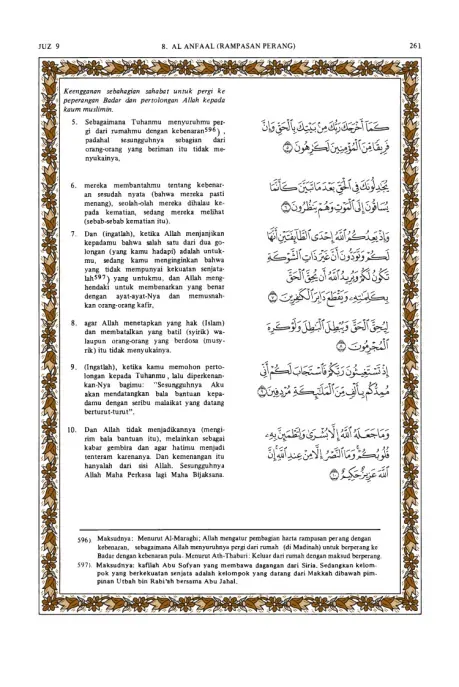 JUZ 9
8. AL ANFAAL (RAMPASAN PERANG)
261
Keengganan sebahagian sahabat untuk pergi ke
peperangan Badar dan pertolongan Allah kepada
kaum muslimin.
5. Sebagaimana Tuhanmu menyuruhmu per-
gi dari rumahmu dengan kebenaran596) ,
padahal sesungguhnya sebagian dari
orang-orang yang beriman itu tidak me-
nyukainya,
كَمَآ أَخْرَجَكَ رَبُّكَ مِنۢ بَيْتِكَ بِالْحَقِّ وَإِنَّ
فَرِيقًا مِّنَ الْمُؤْمِنِينَ لَكَٰرِهُونَ ٥
6. mereka membantahmu tentang kebenar-
an sesudah nyata (bahwa mereka pasti
menang), seolah-olah mereka dihalau ke-
pada kematian, sedang mereka melihat
(sebab-sebab kematian itu).
يُجَٰدِلُونَكَ فِى الْحَقِّ بَعْدَ مَا تَبَيَّنَ كَأَنَّمَا
يُسَاقُونَ إِلَى الْمَوْتِ وَهُمْ يَنظُرُونَ ٦
7. Dan (ingatlah), ketika Allah menjanjikan
kepadamu bahwa salah satu dari dua go-
longan (yang kamu hadapi) adalah untuk-
mu, sedang kamu menginginkan bahwa
yang tidak mempunyai kekuatan senjata-
lah597) yang untukmu, dan Allah meng-
hendaki untuk membenarkan yang benar
dengan ayat-ayat-Nya dan memusnah-
kan orang-orang kafir,
وَإِذْ يَعِدُكُمُ اللَّهُ إِحْدَى الطَّآئِفَتَيْنِ أَنَّهَا
لَكُمْ وَتَوَدُّونَ أَنَّ غَيْرَ ذَاتِ الشَّوْكَةِ
تَكُونُ لَكُمْ وَيُرِيدُ اللَّهُ أَن يُحِقَّ الْحَقَّ
بِكَلِمَٰتِهِۦ وَيَقْطَعَ دَابِرَ الْكَٰفِرِينَ ٧
8. agar Allah menetapkan yang hak (Islam)
dan membatalkan yang batil (syirik) wa-
laupun orang-orang yang berdosa (musy-
rik) itu tidak menyukainya.
لِيُحِقَّ الْحَقَّ وَيُبْطِلَ الْبَٰطِلَ وَلَوْ كَرِهَ
الْمُجْرِمُونَ ٨
9. (Ingatlah), ketika kamu memohon perto-
longan kepada Tuhanmu, lalu diperkenan-
kan-Nya bagimu: "Sesungguhnya Aku
akan mendatangkan bala bantuan kepa-
damu dengan seribu malaikat yang datang
berturut-turut".
إِذْ تَسْتَغِيثُونَ رَبَّكُمْ فَاسْتَجَابَ لَكُمْ أَنِّى
مُمِدُّكُم بِأَلْفٍ مِّنَ الْمَلَٰٓئِكَةِ مُرْدِفِينَ ٩
10. Dan Allah tidak menjadikannya (mengi-
rim bala bantuan itu), melainkan sebagai
kabar gembira dan agar hatimu menjadi
tenteram karenanya. Dan kemenangan itu
hanyalah dari sisi Allah. Sesungguhnya
Allah Maha Perkasa lagi Maha Bijaksana.
وَمَا جَعَلَهُ اللَّهُ إِلَّا بُشْرَىٰ وَلِتَطْمَئِنَّ بِهِۦ
قُلُوبُكُمْ وَمَا النَّصْرُ إِلَّا مِنْ عِندِ اللَّهِ إِنَّ
اللَّهَ عَزِيزٌ حَكِيمٌ ١٠
596). Maksudnya: Menurut Al-Maraghi; Allah mengatur pembagian harta rampasan perang dengan
kebenaran, sebagaimana Allah menyuruhnya pergi dari rumah (di Madinah) untuk berperang ke
Badar dengan kebenaran pula. Menurut Ath-Thabari: Keluar dari rumah dengan maksud berperang.
597). Maksudnya: kafilah Abu Sofyan yang membawa dagangan dari Siria. Sedangkan kelom-
pok yang berkekuatan senjata adalah kelompok yang datang dari Makkah dibawah pim-
pinan Utbah bin Rabi'ah bersama Abu Jahal.